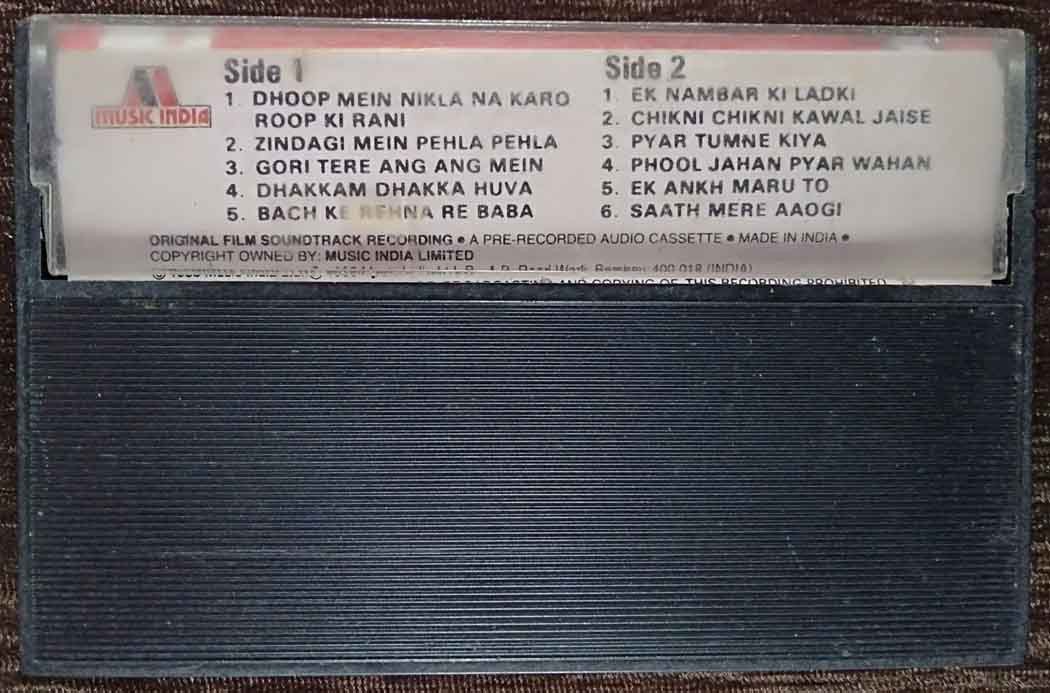 MUSIC INDIA
Side 1
1. DHOOP MEIN NIKLA NA KARO
ROOP KI RANI
2. ZINDAGI MEIN PEHLA PEHLA
3. GORI TERE ANG ANG MEIN
4. DHAKKAM DHAKKA HUVA
5. BACH KE REHNA RE BABA
Side 2
1. EK NAMBAR KI LADKI
2. CHIKNI CHIKNI KAWAL JAISE
3. PYAR TUMNE KIYA
4. PHOOL JAHAN PYAR WAHAN
5. EK ANKH MARU TO
6. SAATH MERE AAOGI
ORIGINAL FILM SOUNDTRACK RECORDING • A PRE-RECORDED AUDIO CASSETTE • MADE IN INDIA •
COPYRIGHT OWNED BY: MUSIC INDIA LIMITED
Bombay 400 018 (INDIA)
AND COPYING OF THIS RECORDING PROHIBITED